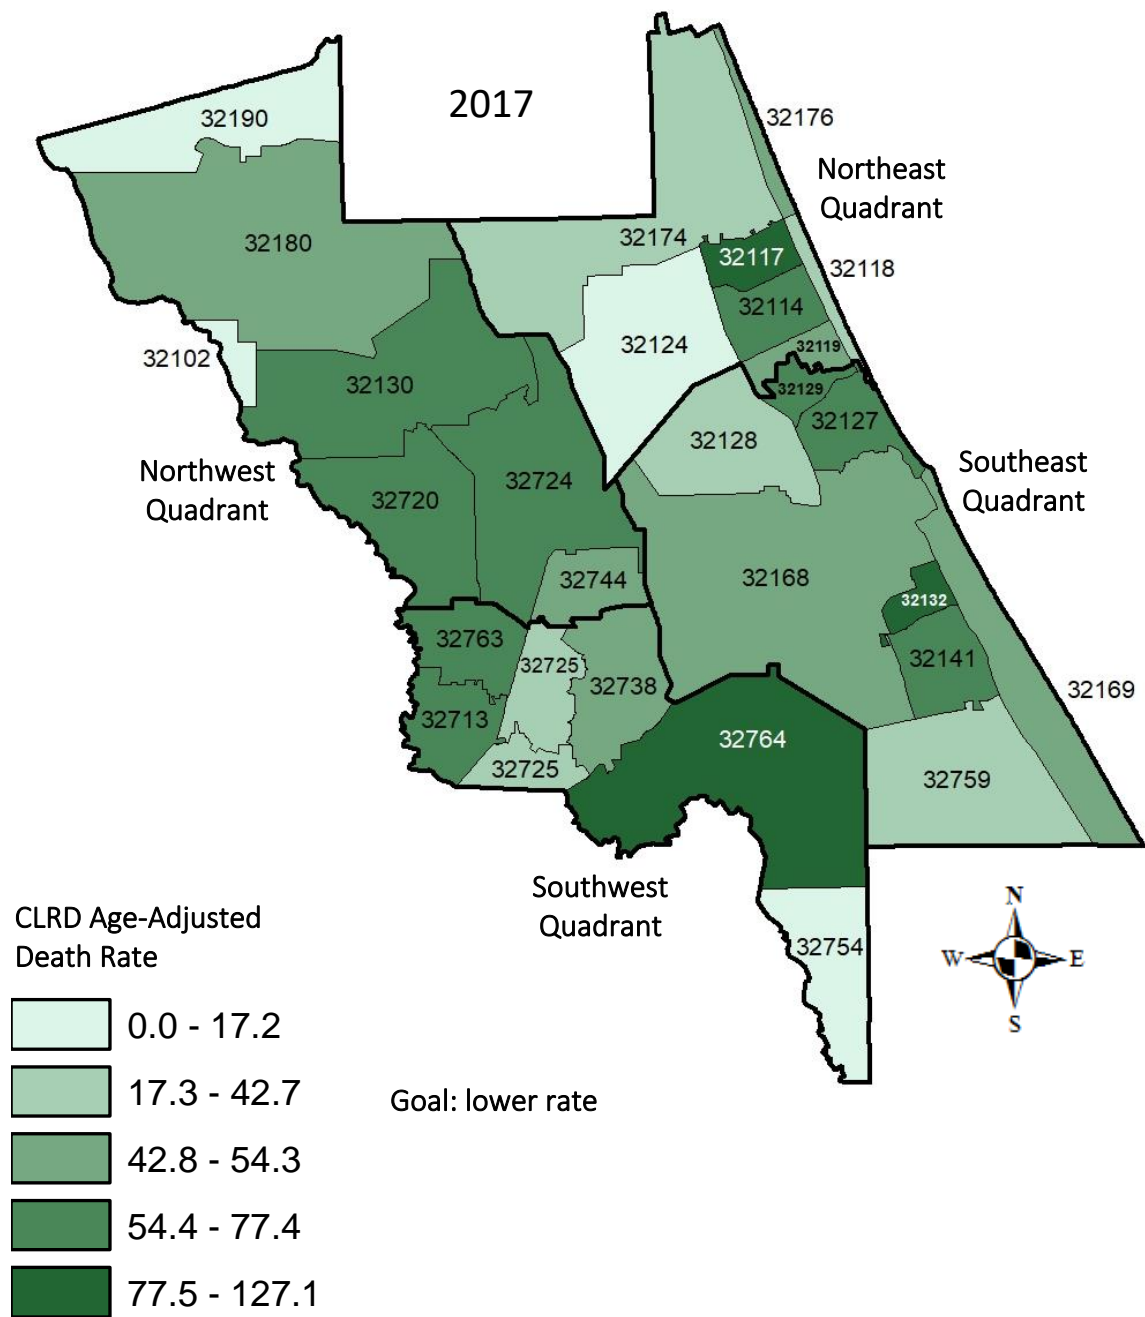 2017
32190
32176
Northeast
Quadrant
32180
32174
32117
32118
32114
32124
32119
32102
32130
32129
32127
32128
Northwest
Quadrant
32724
32720
Southeast
Quadrant
32744
32168
32132
32763
32725
32738
32141
32713
32169
32764
32725
32759
Southwest
Quadrant
32754
N
W
E
S
CLRD Age-Adjusted
Death Rate
0.0 - 17.2
17.3 - 42.7
Goal: lower rate
42.8 - 54.3
54.4 - 77.4
77.5 - 127.1